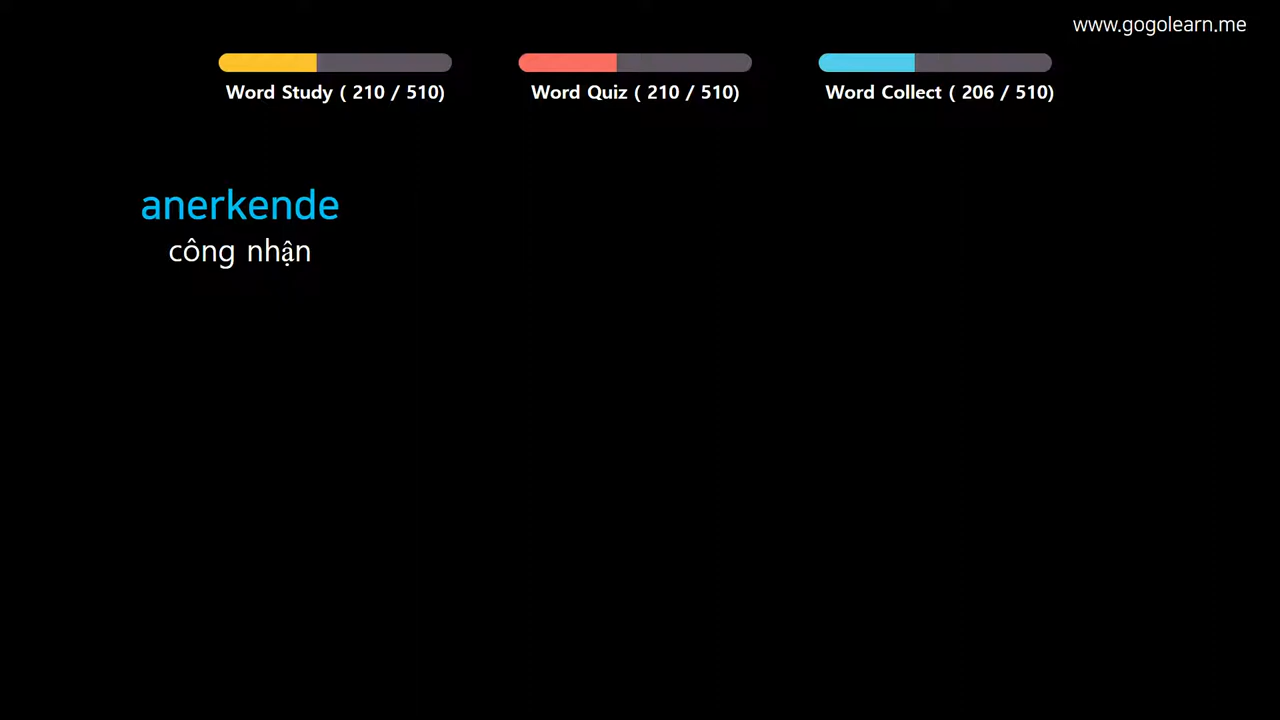 www.gogolearn.me
Word Study ( 210 / 510)
Word Quiz ( 210 / 510)
Word Collect ( 206 / 510)
anerkende
công nhận